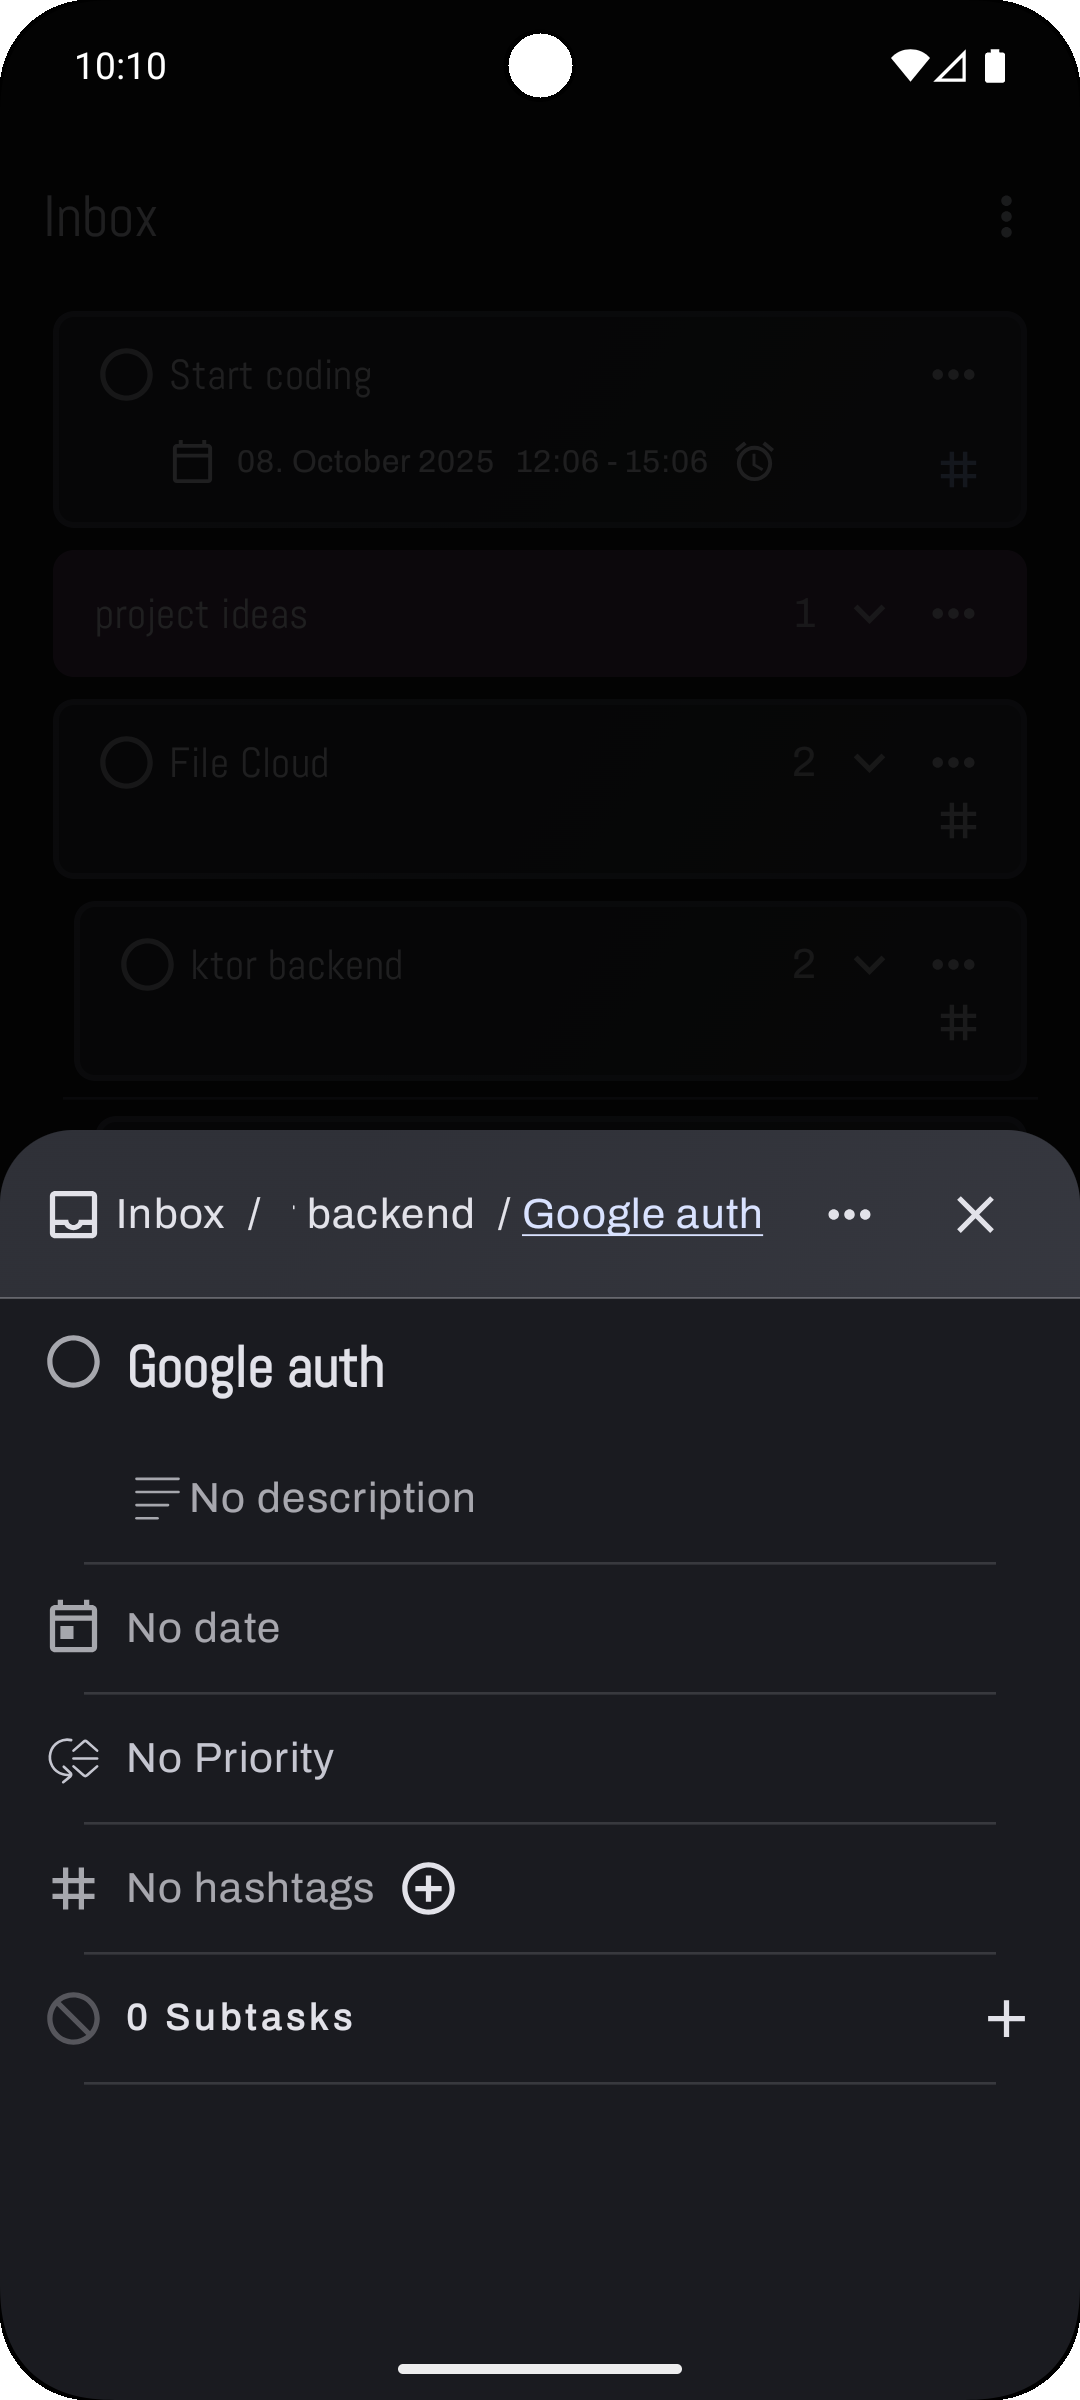 10:10
Inbox
Start coding
08. October 2025 12:06 - 15:06
project ideas 1
File Cloud 2
ktor backend 2
Inbox / backend / Google auth
Google auth
No description
No date
No Priority
No hashtags
0 Subtasks